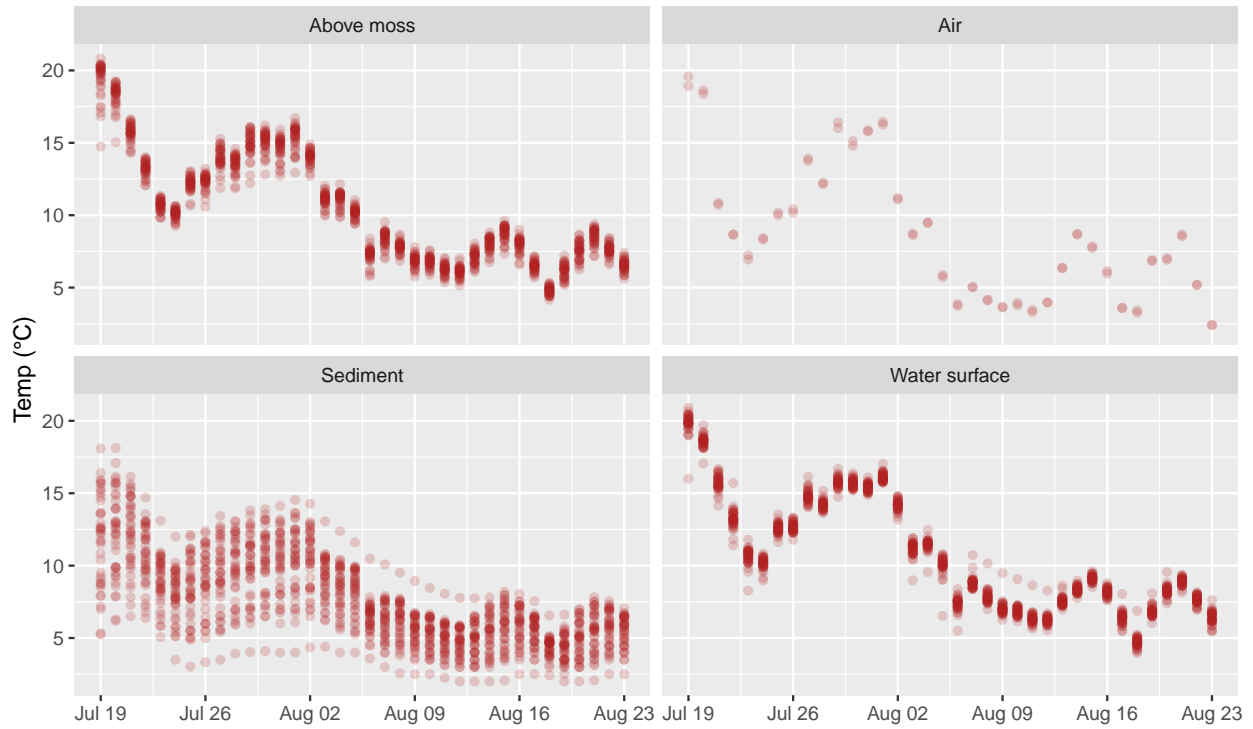 Above moss
Air
20
15
10
5
Temp (°C)
Sediment
Water surface
20
15
10
5
Jul 19
Jul 26
Aug 02
Aug 09
Aug 16
Aug 23
Jul 19
Jul 26
Aug 02
Aug 09
Aug 16
Aug 23